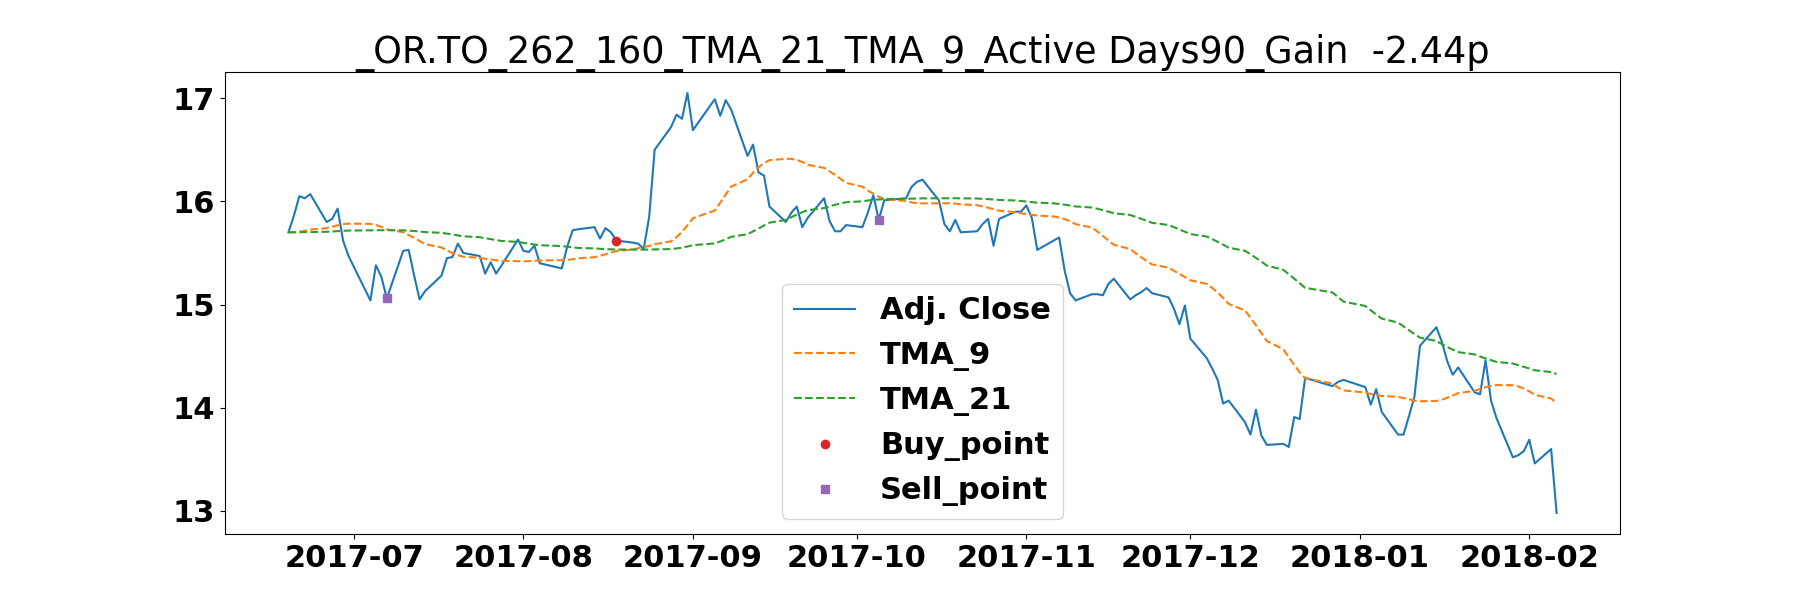 _OR.TO_262_160_TMA_21_TMA_9_Active Days90_Gain  -2.44p
17
16
15
14
13
Adj. Close
TMA_9
TMA_21
Buy_point
Sell_point
2017-07 2017-08 2017-09 2017-10 2017-11 2017-12 2018-01 2018-02